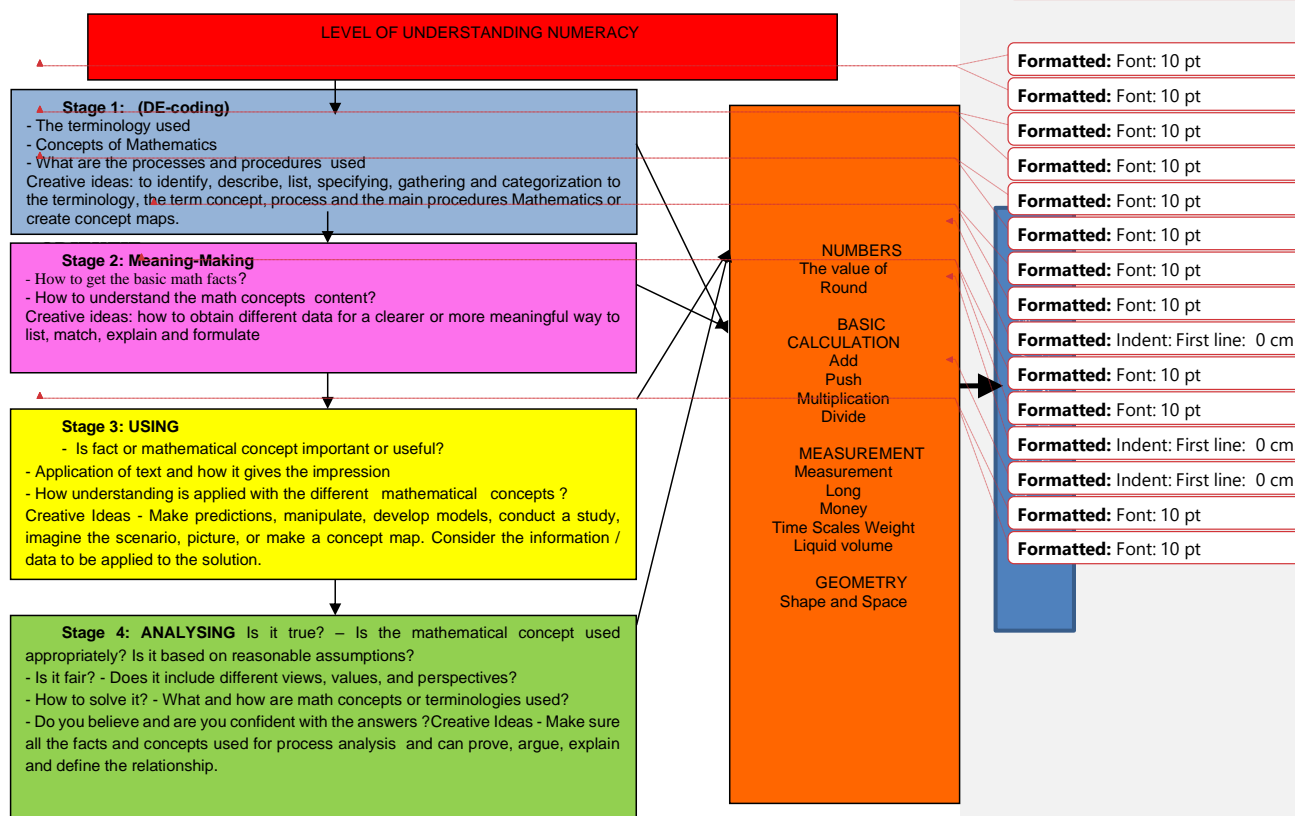 LEVEL OF UNDERSTANDING NUMERACY
Stage 1: (DE-coding)
- The terminology used
- Concepts of Mathematics
- What are the processes and procedures used
Creative ideas: to identify, describe, list, specifying, gathering and categorization to
the terminology, the term concept, process and the main procedures Mathematics or
create concept maps.
Stage 2: Meaning-Making
- How to get the basic math facts?
- How to understand the math concepts content?
Creative ideas: how to obtain different data for a clearer or more meaningful way to
list, match, explain and formulate
Stage 3: USING
- Is fact or mathematical concept important or useful?
- Application of text and how it gives the impression
- How understanding is applied with the different mathematical concepts ?
Creative Ideas - Make predictions, manipulate, develop models, conduct a study,
imagine the scenario, picture, or make a concept map. Consider the information /
data to be applied to the solution.
Stage 4: ANALYSING Is it true? – Is the mathematical concept used
appropriately? Is it based on reasonable assumptions?
- Is it fair? - Does it include different views, values, and perspectives?
- How to solve it? - What and how are math concepts or terminologies used?
- Do you believe and are you confident with the answers ?Creative Ideas - Make sure
all the facts and concepts used for process analysis and can prove, argue, explain
and define the relationship.
NUMBERS
The value of
Round
BASIC
CALCULATION
Add
Push
Multiplication
Divide
MEASUREMENT
Measurement
Long
Money
Time Scales Weight
Liquid volume
GEOMETRY
Shape and Space
Formatted: Font: 10 pt
Formatted: Font: 10 pt
Formatted: Font: 10 pt
Formatted: Font: 10 pt
Formatted: Font: 10 pt
Formatted: Font: 10 pt
Formatted: Font: 10 pt
Formatted: Font: 10 pt
Formatted: Indent: First line: 0 cm
Formatted: Font: 10 pt
Formatted: Font: 10 pt
Formatted: Indent: First line: 0 cm
Formatted: Indent: First line: 0 cm
Formatted: Font: 10 pt
Formatted: Font: 10 pt